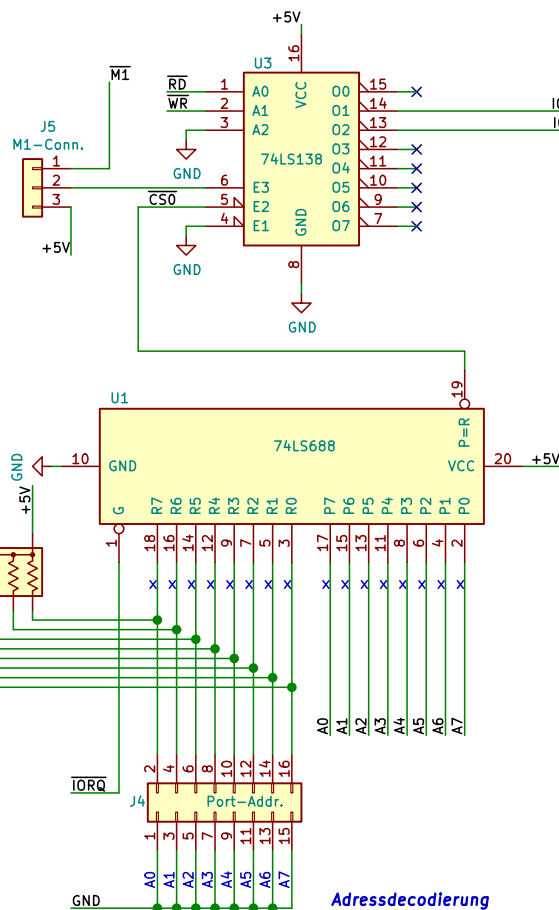 +5V
U3
16
VCC
M1
RD
1
A0
O0
15
WR
2
A1
O1
14
IO
3
A2
O2
13
O3
12
J5
M1-Conn.
GND
74LS138
O4
11
1
2
6
E3
O5
10
3
CS0
5
E2
O6
9
4
E1
GND
O7
7
+5V
GND
8
GND
19
U1
P=R
74LS688
GND
10
GND
VCC
20
+5V
+5V
G
R7
R6
R5
R4
R3
R2
R1
R0
P7
P6
P5
P4
P3
P2
P1
P0
1
18
16
14
12
9
7
5
3
17
15
13
11
8
6
4
2
A0
A1
A2
A3
A4
A5
A6
A7
IORQ
2
4
6
8
10
12
14
16
J4
Port-Addr.
1
3
5
7
9
11
13
15
A0
A1
A2
A3
A4
A5
A6
A7
GND
Adressdecodierung